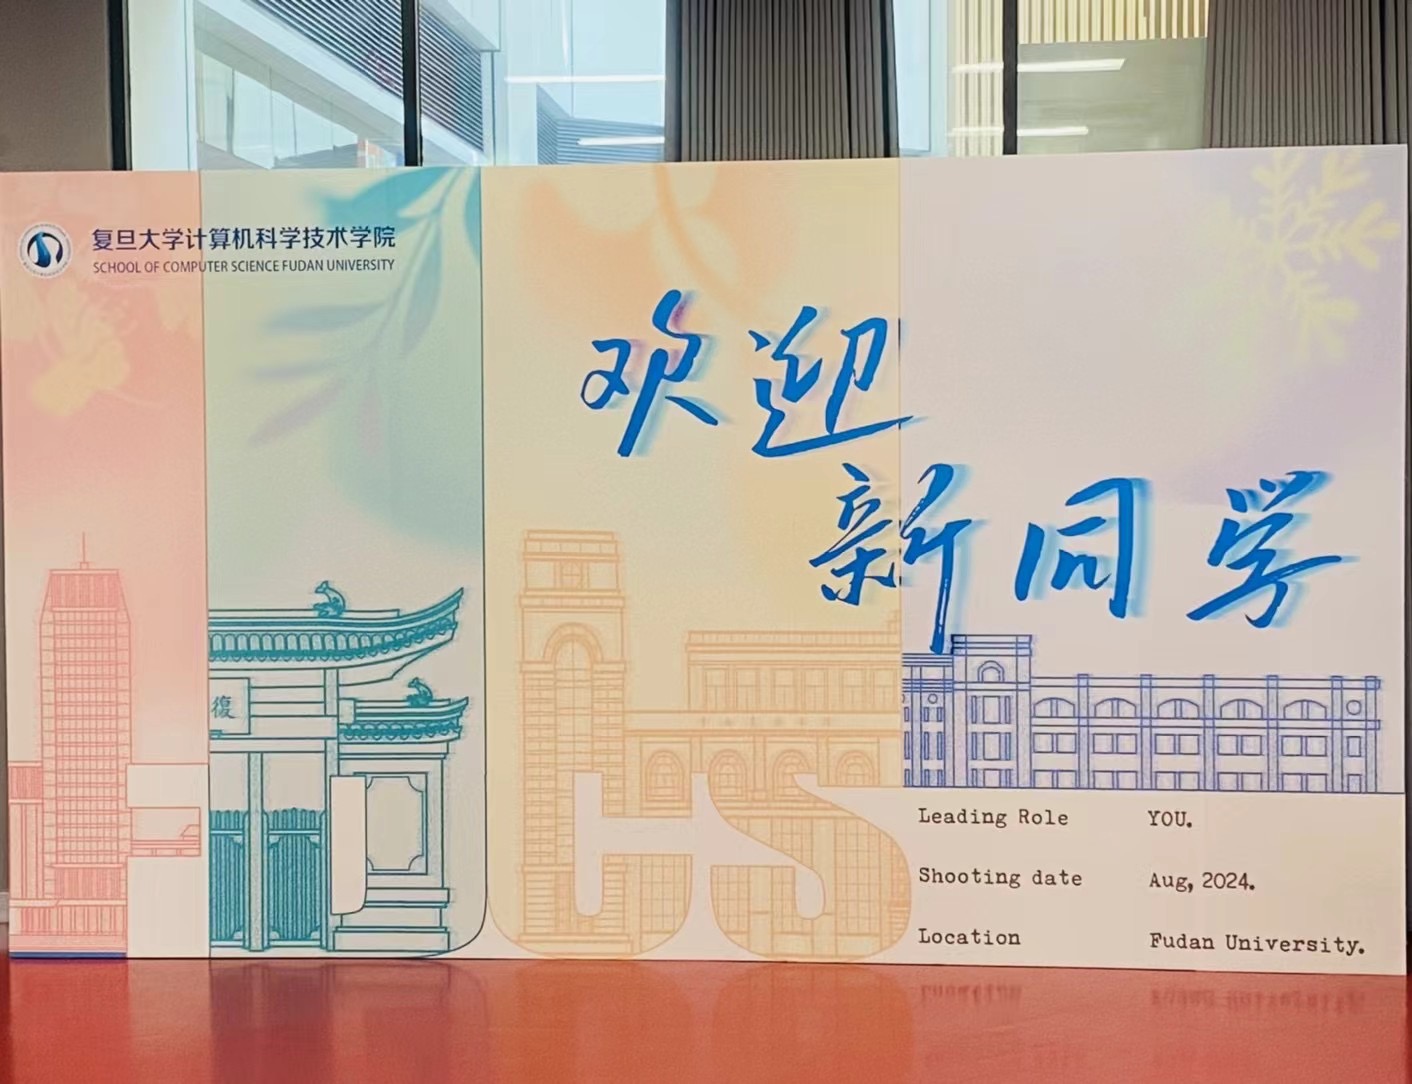 复旦大学计算机科学技术学院
SCHOOL OF COMPUTER SCIENCE FUDAN UNIVERSITY
欢迎
新同学
復
CS
Leading Role YOU.
Shooting date Aug, 2024.
Location Fudan University.